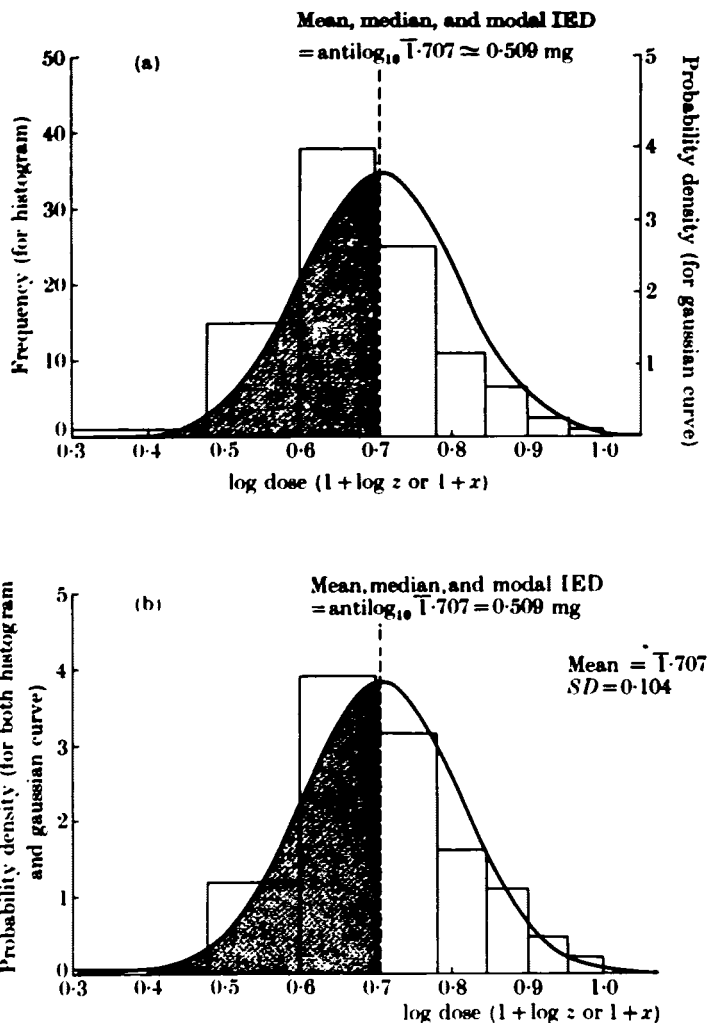 Mean, median, and modal IED
= antilog₁₀ 1̅·707 ≃ 0·509 mg
(a)
Frequency (for histogram)
50
40
30
20
10
0
Probability density (for gaussian curve)
5
4
3
2
1
0·3 0·4 0·5 0·6 0·7 0·8 0·9 1·0
log dose (1 + log z or 1 + x)
Mean, median, and modal IED
= antilog₁₀ 1̅·707 = 0·509 mg
(b)
Mean = 1̅·707
SD = 0·104
Probability density (for both histogram
and gaussian curve)
5
4
3
2
1
0
0·3 0·4 0·5 0·6 0·7 0·8 0·9 1·0
log dose (1 + log z or 1 + x)